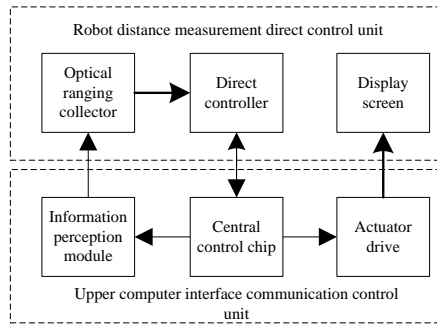 Robot distance measurement direct control unit
Optical
ranging
collector
Direct
controller
Display
screen
Information
perception
module
Central
control chip
Actuator
drive
Upper computer interface communication control
unit